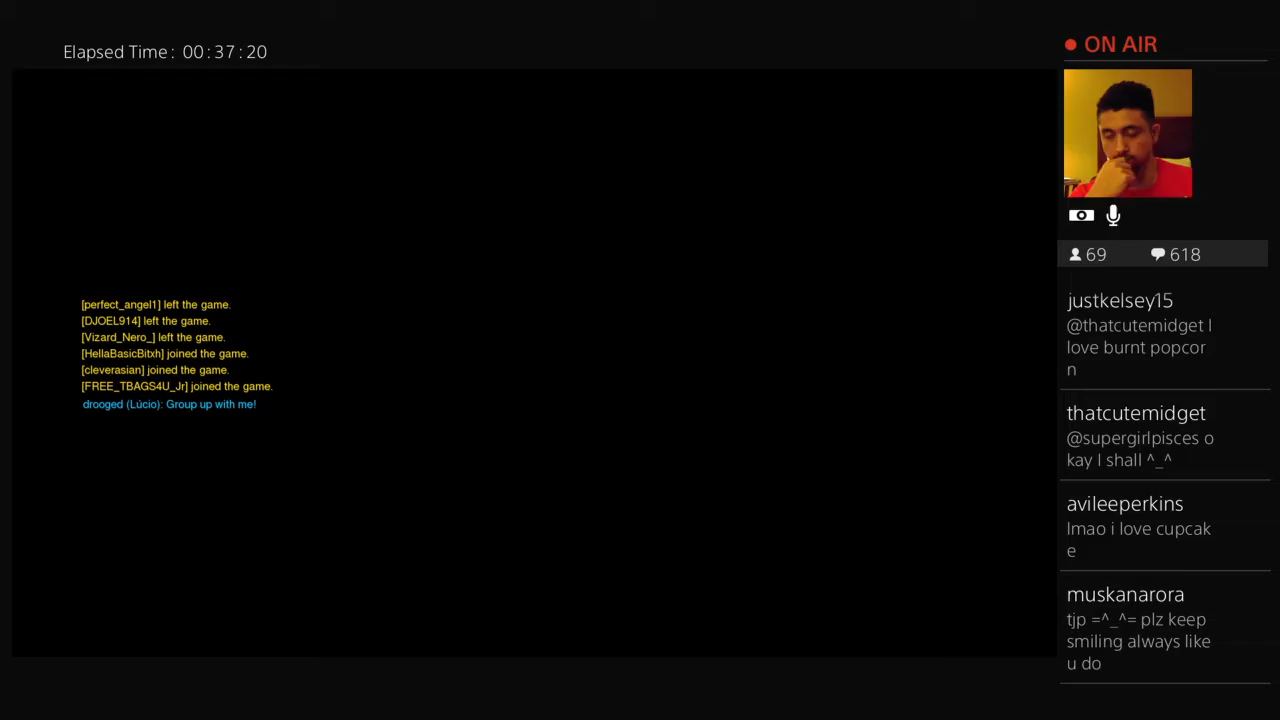 Elapsed Time: 00:37:20
ON AIR
69 618
[perfect_angel1] left the game.
[DJOEL914] left the game.
[Vizard_Nero_] left the game.
[HellaBasicBitxh] joined the game.
[cleverasian] joined the game.
[FREE_TBAGS4U_Jr] joined the game.
drooged (Lúcio): Group up with me!
justkelsey15
@thatcutemidget I
love burnt popcor
n
thatcutemidget
@supergirlpisces o
kay I shall ^_^
avileeperkins
lmao i love cupcak
e
muskanarora
tjp =^_^= plz keep
smiling always like
u do